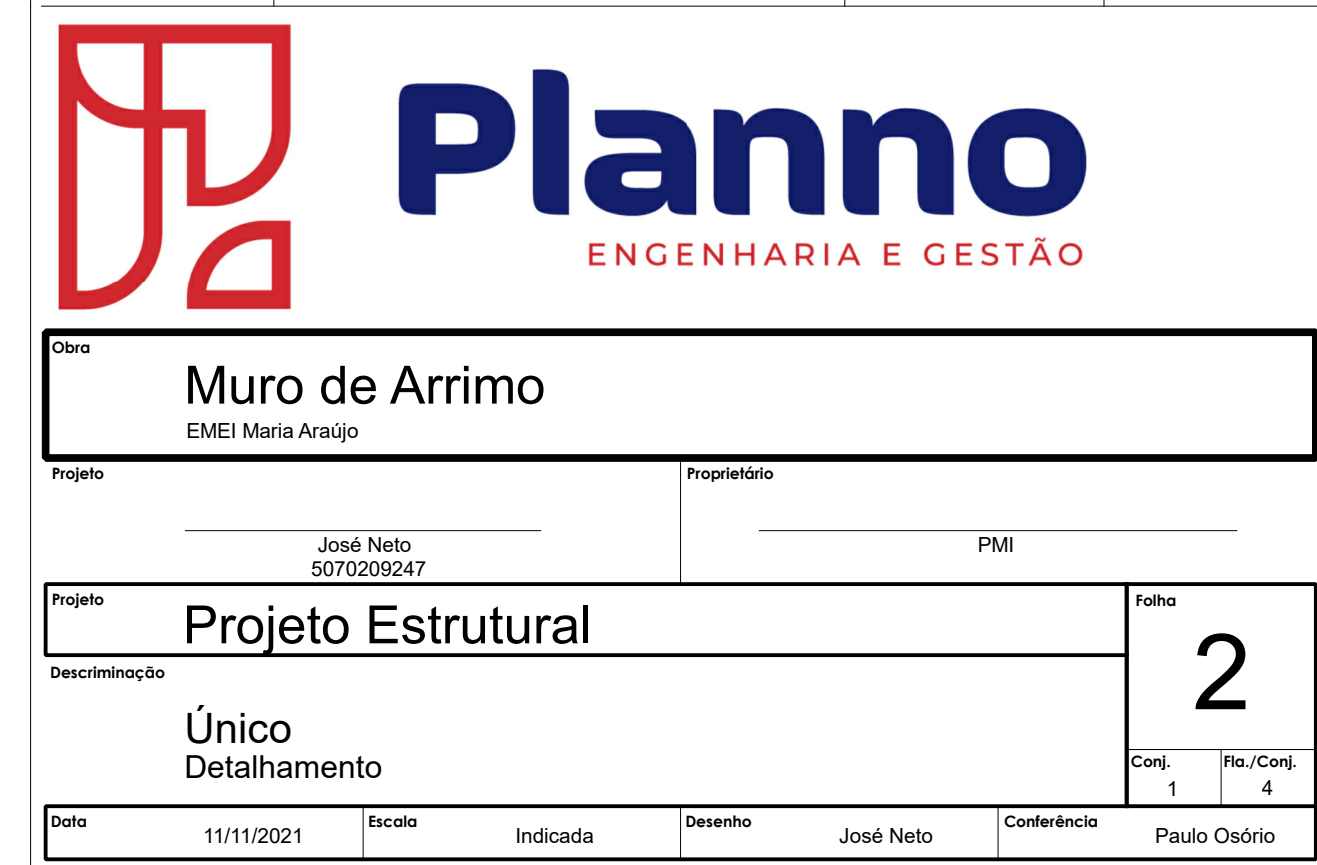 Planno
ENGENHARIA E GESTÃO
Obra
Muro de Arrimo
EMEI Maria Araújo
Projeto
José Neto
5070209247
Proprietário
PMI
Projeto
Projeto Estrutural
Folha
2
Descriminação
Único
Detalhamento
Conj.
1
Fla./Conj.
4
Data
11/11/2021
Escala
Indicada
Desenho
José Neto
Conferência
Paulo Osório